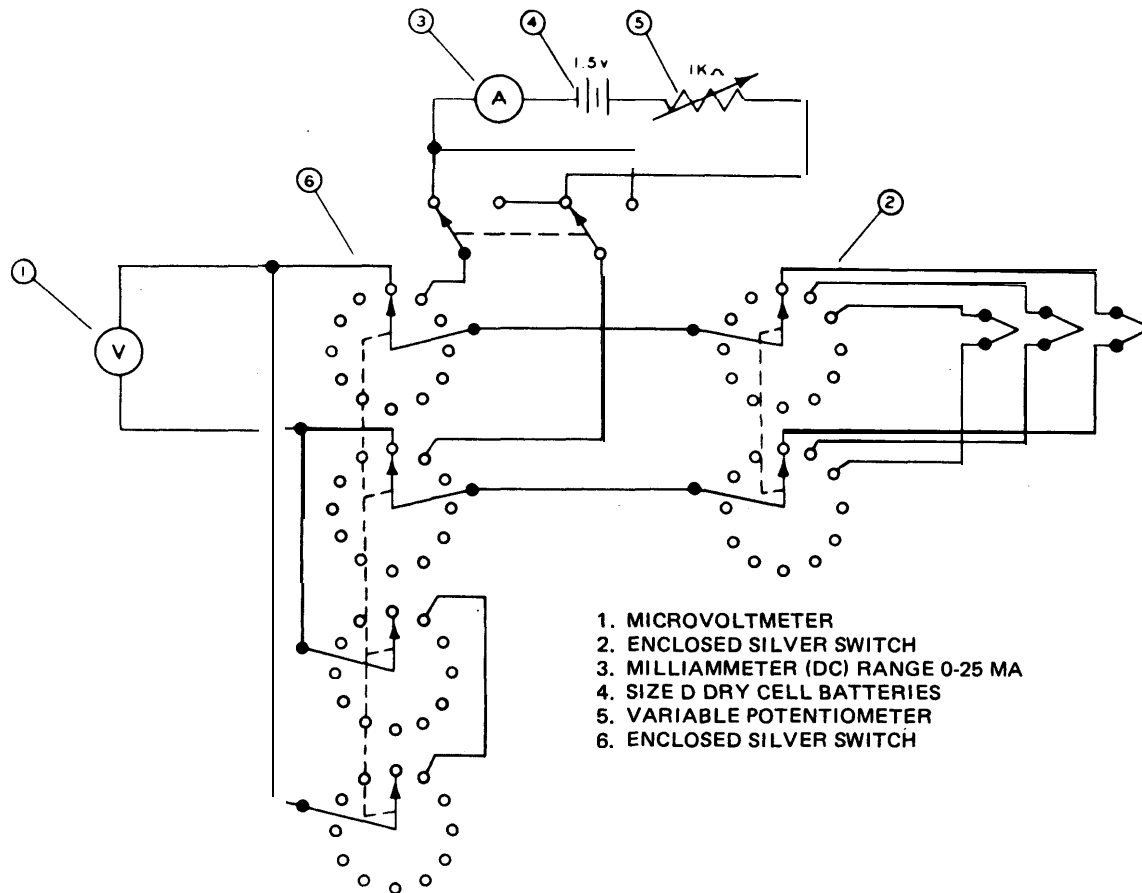 3
4
5
1.5V
1K
A
6
2
1
V
1. MICROVOLTMETER
2. ENCLOSED SILVER SWITCH
3. MILLIAMMETER (DC) RANGE 0-25 MA
4. SIZE D DRY CELL BATTERIES
5. VARIABLE POTENTIOMETER
6. ENCLOSED SILVER SWITCH